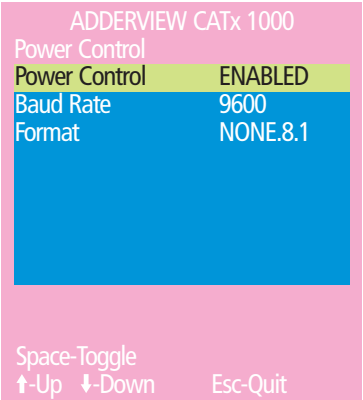 ADDERVIEW CATx 1000
Power Control
Power Control ENABLED
Baud Rate 9600
Format NONE.8.1
Space-Toggle
⬆-Up ⬇-Down Esc-Quit